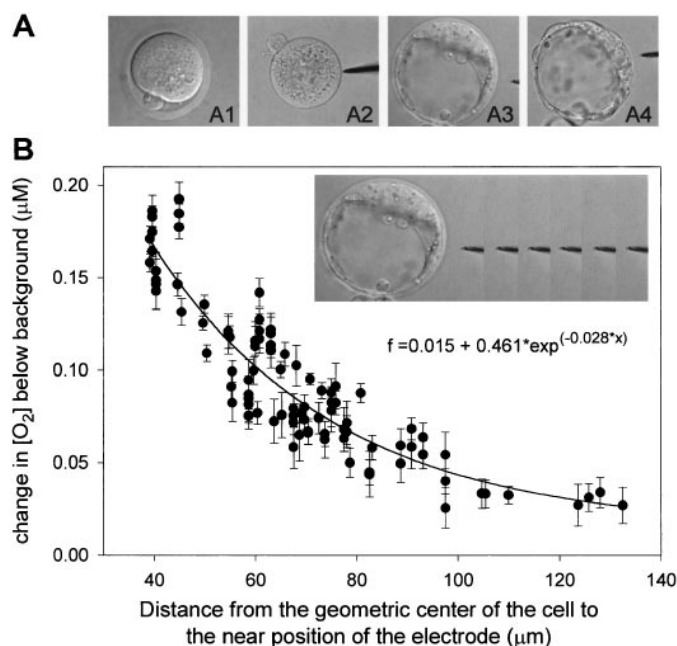 A
A1
A2
A3
A4
B
change in [O2] below background (μM)
0.20
0.15
0.10
0.05
0.00
f =0.015 + 0.461*exp(-0.028*x)
40
60
80
100
120
140
Distance from the geometric center of the cell to
the near position of the electrode (μm)